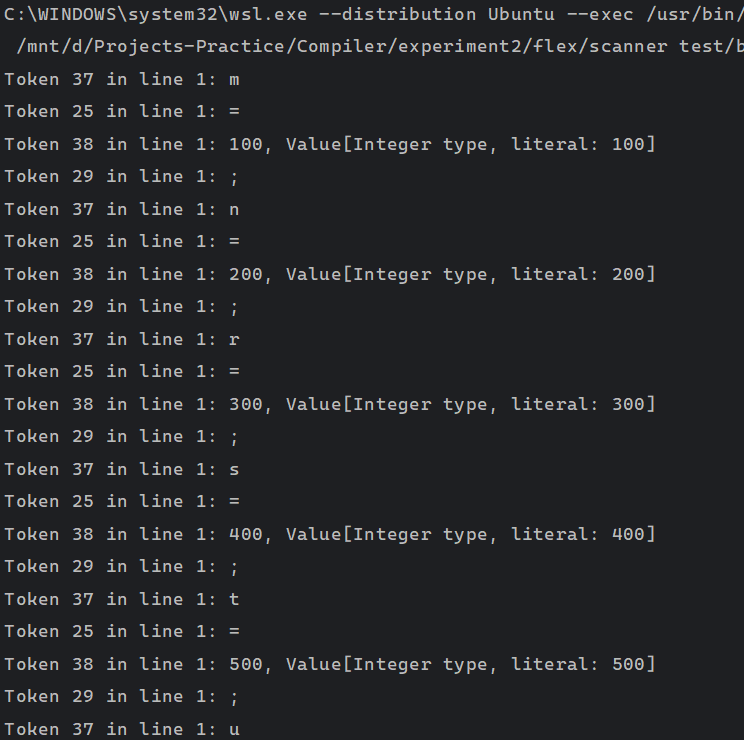 C:\WINDOWS\system32\wsl.exe --distribution Ubuntu --exec /usr/bin/
/mnt/d/Projects-Practice/Compiler/experiment2/flex/scanner test/b
Token 37 in line 1: m
Token 25 in line 1: =
Token 38 in line 1: 100, Value[Integer type, literal: 100]
Token 29 in line 1: ;
Token 37 in line 1: n
Token 25 in line 1: =
Token 38 in line 1: 200, Value[Integer type, literal: 200]
Token 29 in line 1: ;
Token 37 in line 1: r
Token 25 in line 1: =
Token 38 in line 1: 300, Value[Integer type, literal: 300]
Token 29 in line 1: ;
Token 37 in line 1: s
Token 25 in line 1: =
Token 38 in line 1: 400, Value[Integer type, literal: 400]
Token 29 in line 1: ;
Token 37 in line 1: t
Token 25 in line 1: =
Token 38 in line 1: 500, Value[Integer type, literal: 500]
Token 29 in line 1: ;
Token 37 in line 1: u